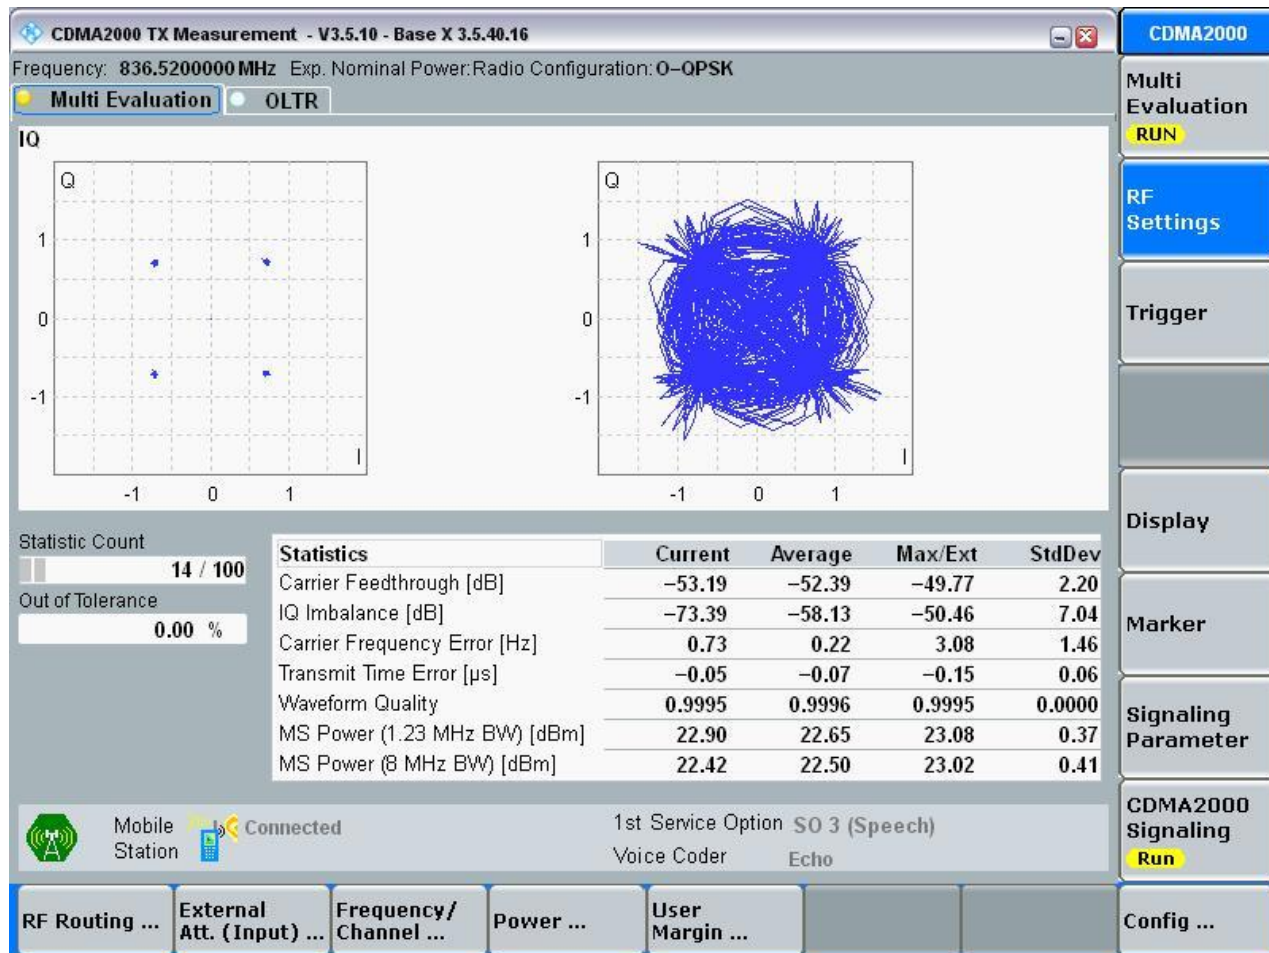 CDMA2000 TX Measurement - V3.5.10 - Base X 3.5.40.16
CDMA2000
Frequency: 836.5200000 MHz Exp. Nominal Power: Radio Configuration: O-QPSK
Multi Evaluation
OLTR
Multi
Evaluation
RUN
IQ
Q
1
0
-1
I
-1 0 1
Q
1
0
-1
I
-1 0 1
RF
Settings
Trigger
Display
Marker
Signaling
Parameter
CDMA2000
Signaling
Run
Statistic Count
14 / 100
Out of Tolerance
0.00 %
Statistics Current Average Max/Ext StdDev
Carrier Feedthrough [dB] −53.19 −52.39 −49.77 2.20
IQ Imbalance [dB] −73.39 −58.13 −50.46 7.04
Carrier Frequency Error [Hz] 0.73 0.22 3.08 1.46
Transmit Time Error [µs] −0.05 −0.07 −0.15 0.06
Waveform Quality 0.9995 0.9996 0.9995 0.0000
MS Power (1.23 MHz BW) [dBm] 22.90 22.65 23.08 0.37
MS Power (8 MHz BW) [dBm] 22.42 22.50 23.02 0.41
Mobile
Station
Connected
1st Service Option SO 3 (Speech)
Voice Coder Echo
RF Routing ...
External
Att. (Input) ...
Frequency/
Channel ...
Power ...
User
Margin ...
Config ...